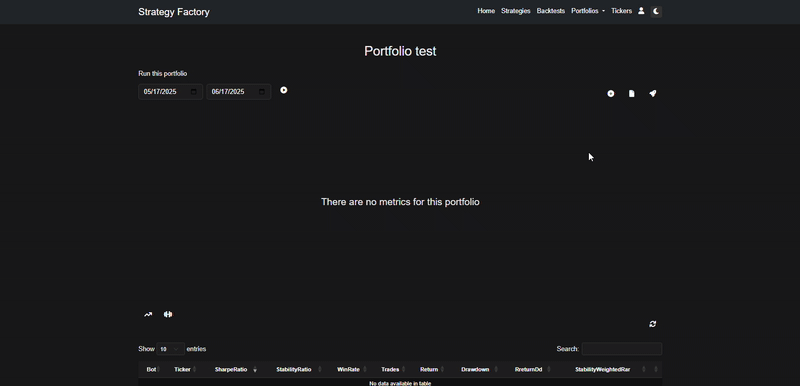 Strategy Factory Home Strategies Backtests Portfolios Tickers
Portfolio test
Run this portfolio
05/17/2025 06/17/2025
There are no metrics for this portfolio
Show 10 entries Search:
Bot Ticker SharpeRatio StabilityRatio WinRate Trades Return Drawdown RreturnDd StabilityWeightedRar
No data available in table